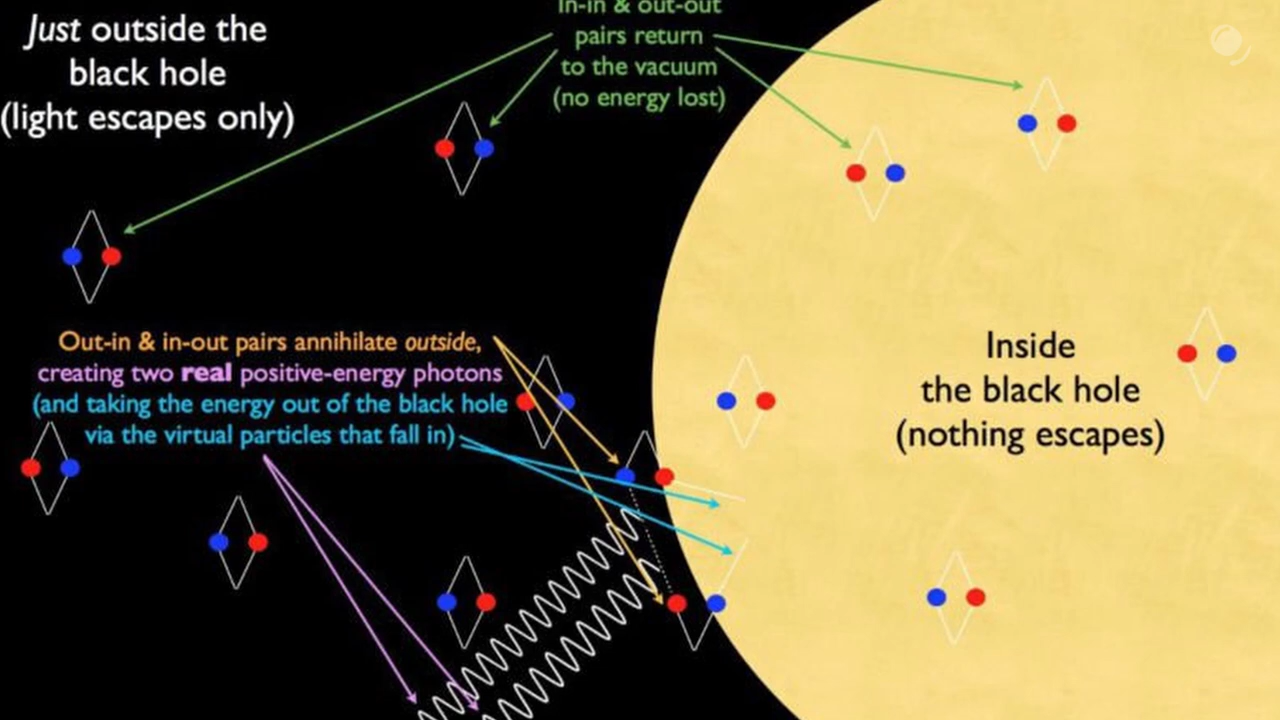 Just outside the
black hole
(light escapes only)
In-in & out-out
pairs return
to the vacuum
(no energy lost)
Out-in & in-out pairs annihilate outside,
creating two real positive-energy photons
(and taking the energy out of the black hole
via the virtual particles that fall in)
Inside
the black hole
(nothing escapes)